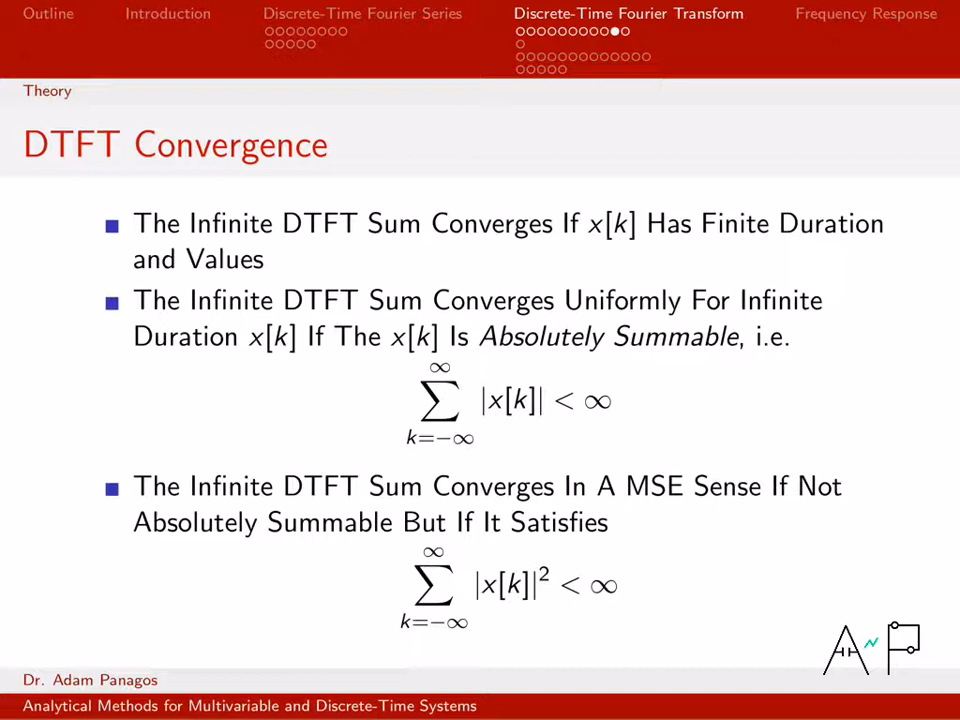 Outline Introduction Discrete-Time Fourier Series Discrete-Time Fourier Transform Frequency Response
Theory
DTFT Convergence
The Infinite DTFT Sum Converges If x[k] Has Finite Duration
and Values
The Infinite DTFT Sum Converges Uniformly For Infinite
Duration x[k] If The x[k] Is Absolutely Summable, i.e.
∞
∑ |x[k]| < ∞
k=−∞
The Infinite DTFT Sum Converges In A MSE Sense If Not
Absolutely Summable But If It Satisfies
∞
∑ |x[k]|² < ∞
k=−∞
AP
Dr. Adam Panagos
Analytical Methods for Multivariable and Discrete-Time Systems